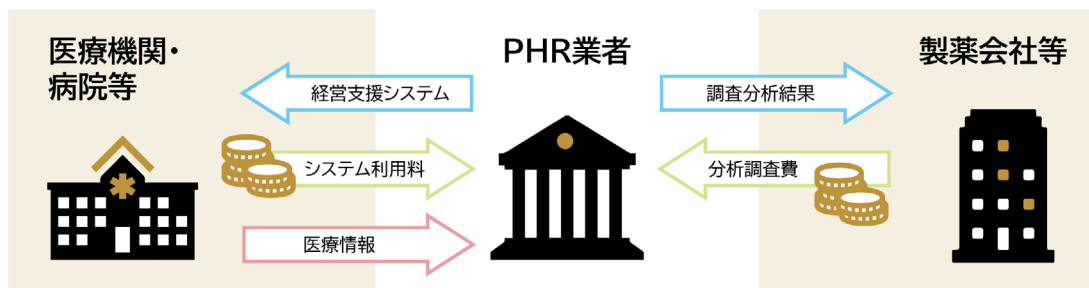 医療機関・
病院等
PHR業者
製薬会社等
経営支援システム
調査分析結果
システム利用料
分析調査費
医療情報